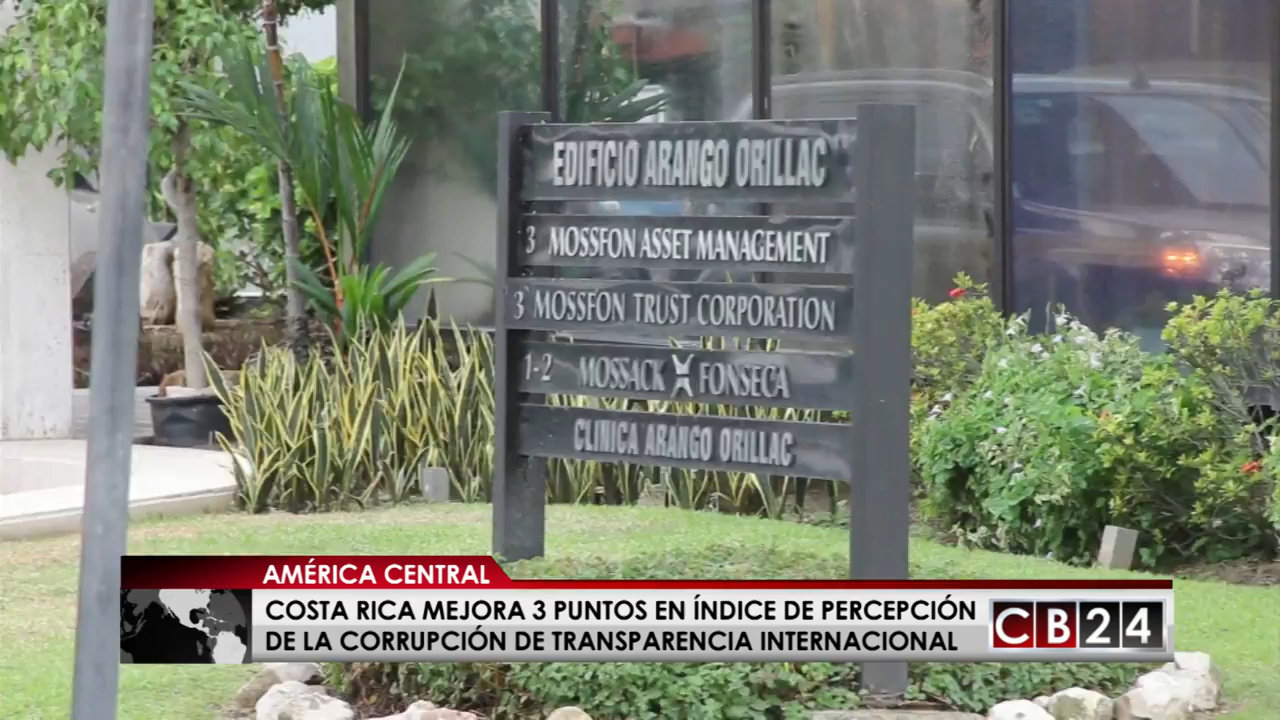 EDIFICIO ARANGO ORILLAC
3 MOSSFON ASSET MANAGEMENT
3 MOSSFON TRUST CORPORATION
1-2 MOSSACK FONSECA
CLINICA ARANGO ORILLAC
AMÉRICA CENTRAL
COSTA RICA MEJORA 3 PUNTOS EN ÍNDICE DE PERCEPCIÓN
DE LA CORRUPCIÓN DE TRANSPARENCIA INTERNACIONAL
CB24